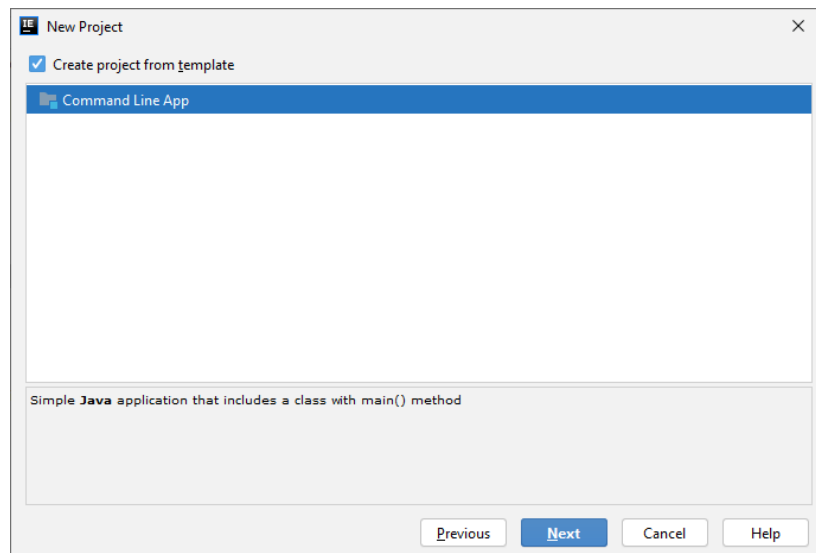 IE New Project
Create project from template
Command Line App
Simple Java application that includes a class with main() method
Previous Next Cancel Help